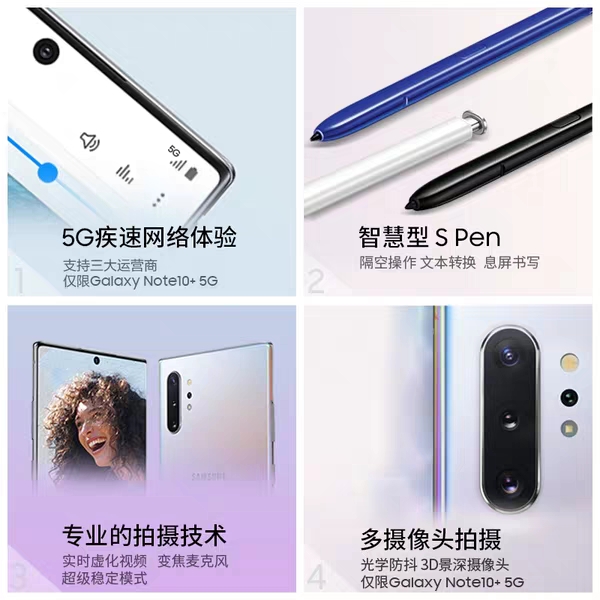 5G
5G疾速网络体验
支持三大运营商
仅限Galaxy Note10+ 5G
1
智慧型 S Pen
隔空操作 文本转换 息屏书写
2
SAMSUNG
专业的拍摄技术
实时虚化视频 变焦麦克风
超级稳定模式
3
多摄像头拍摄
光学防抖 3D景深摄像头
仅限Galaxy Note10+ 5G
4